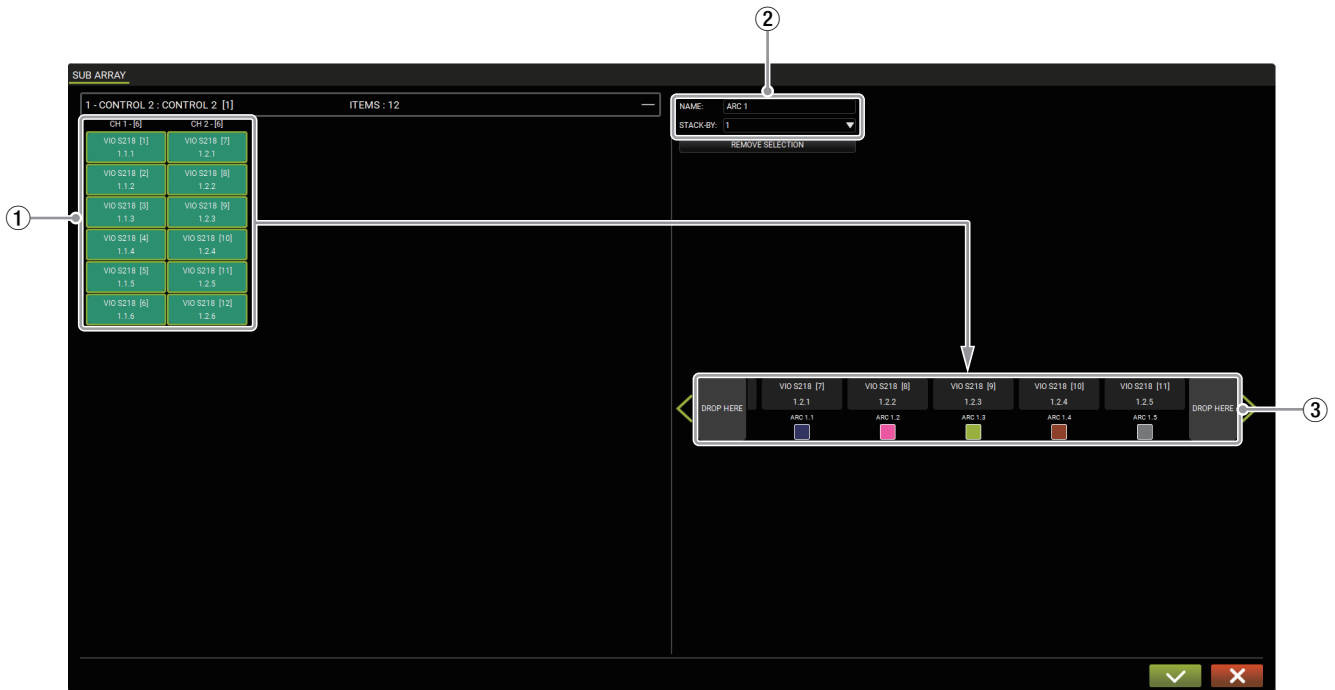 ②
SUB ARRAY
1 - CONTROL 2 : CONTROL 2 [1] ITEMS : 12
NAME: ARC 1
CH 1 - [6] CH 2 - [6]
STACK-BY: 1
REMOVE SELECTION
VIO S218 [1] VIO S218 [7]
1.1.1 1.2.1
VIO S218 [2] VIO S218 [8]
1.1.2 1.2.2
VIO S218 [3] VIO S218 [9]
1.1.3 1.2.3
①
VIO S218 [4] VIO S218 [10]
1.1.4 1.2.4
VIO S218 [5] VIO S218 [11]
1.1.5 1.2.5
VIO S218 [6] VIO S218 [12]
1.1.6 1.2.6
VIO S218 [7] VIO S218 [8] VIO S218 [9] VIO S218 [10] VIO S218 [11]
1.2.1 1.2.2 1.2.3 1.2.4 1.2.5
DROP HERE DROP HERE
③
ARC 1.1 ARC 1.2 ARC 1.3 ARC 1.4 ARC 1.5